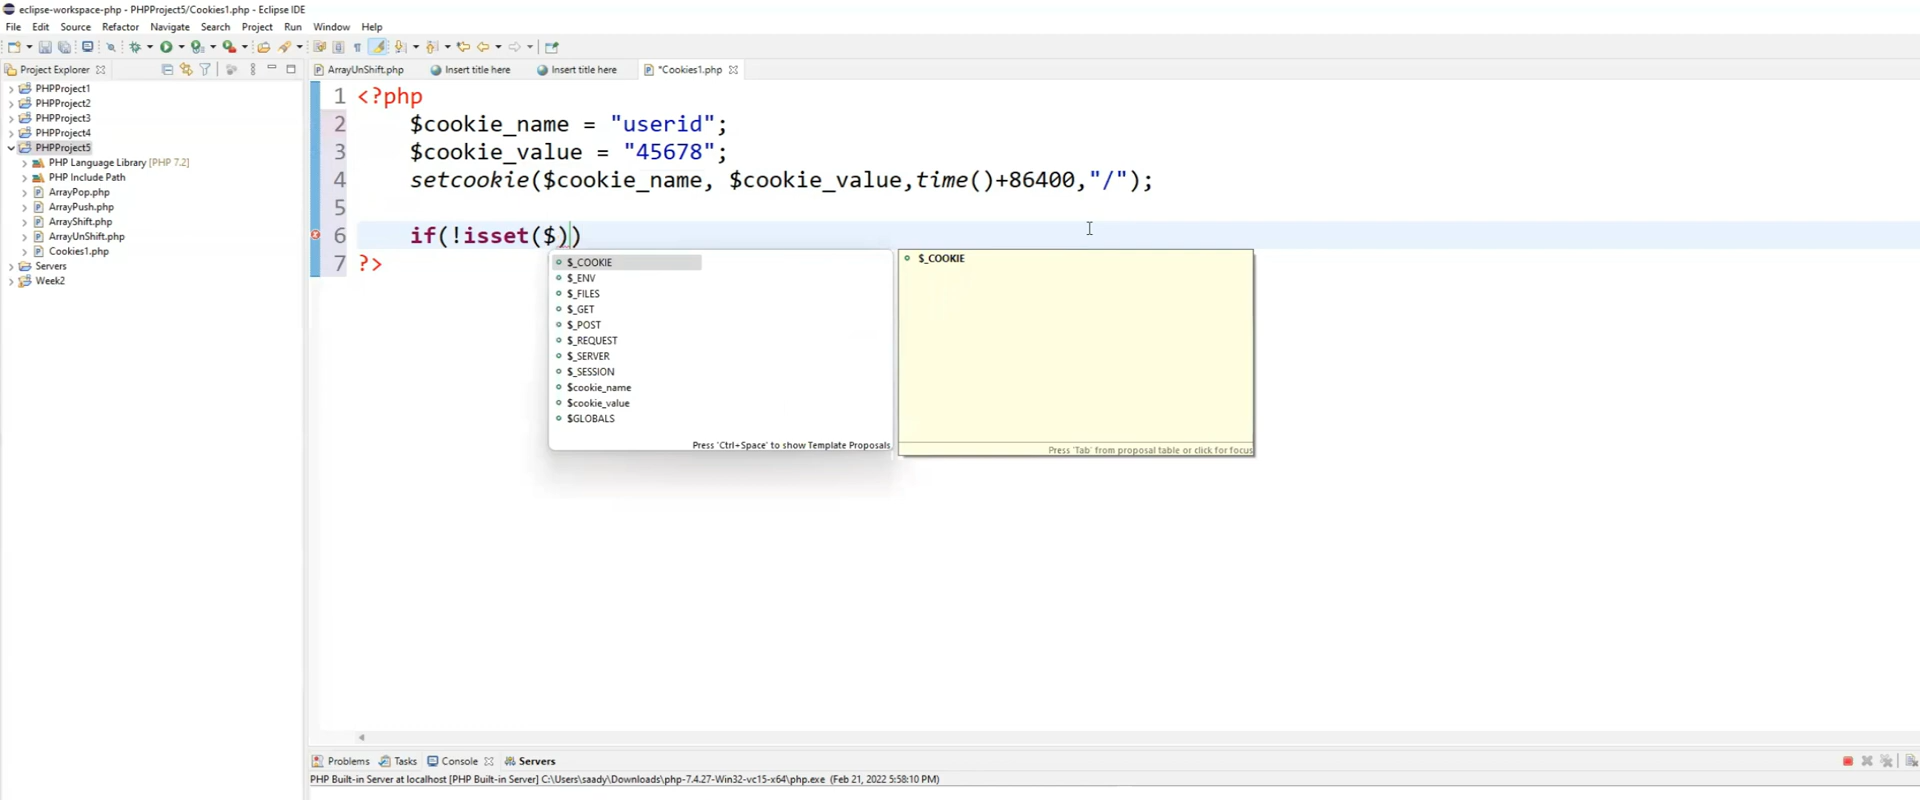 eclipse-workspace-php - PHPProject5/Cookies1.php - Eclipse IDE
File Edit Source Refactor Navigate Search Project Run Window Help
Project Explorer
PHPProject1
PHPProject2
PHPProject3
PHPProject4
PHPProject5
PHP Language Library [PHP 7.2]
PHP Include Path
ArrayPop.php
ArrayPush.php
ArrayShift.php
ArrayUnShift.php
Cookies1.php
Servers
Week2
ArrayUnShift.php Insert title here Insert title here *Cookies1.php
1 <?php
2 $cookie_name = "userid";
3 $cookie_value = "45678";
4 setcookie($cookie_name, $cookie_value,time()+86400,"/");
5
6 if(!isset($))
7 ?>
$_COOKIE
$_ENV
$_FILES
$_GET
$_POST
$_REQUEST
$_SERVER
$_SESSION
$cookie_name
$cookie_value
$GLOBALS
Press 'Ctrl+Space' to show Template Proposals
$_COOKIE
Press 'Tab' from proposal table or click for focus
Problems Tasks Console Servers
PHP Built-in Server at localhost [PHP Built-in Server] C:\Users\saady\Downloads\php-7.4.27-Win32-vc15-x64\php.exe (Feb 21, 2022 5:58:10 PM)